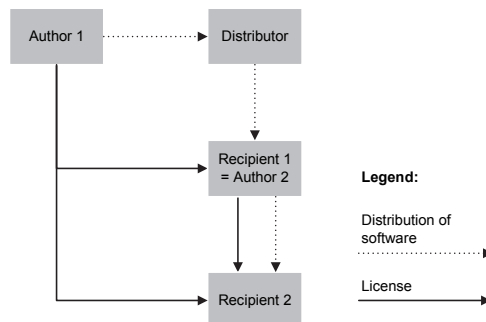 Author 1
Distributor
Recipient 1
= Author 2
Legend:
Distribution of
software
License
Recipient 2